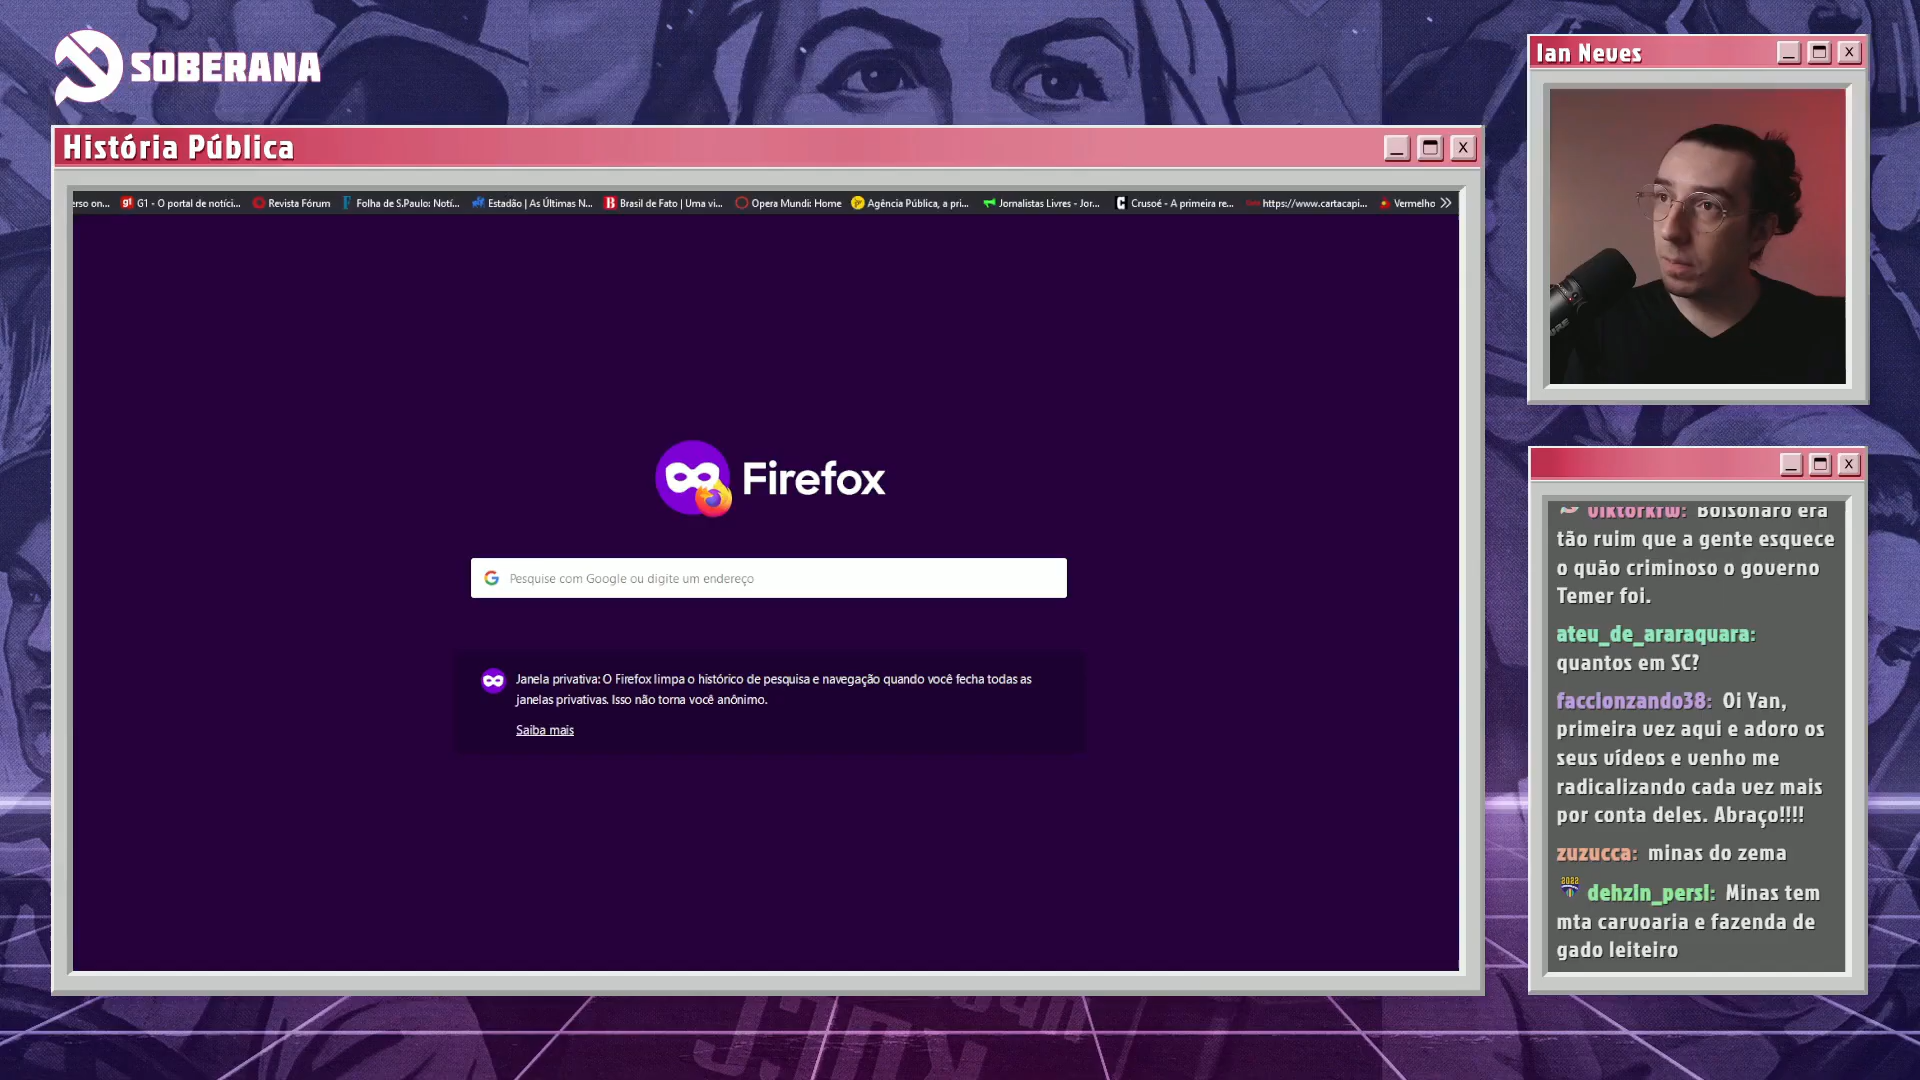 SOBERANA
História Pública
erso on... G1 - O portal de notíci... Revista Fórum Folha de S.Paulo: Notí... Estadão | As Últimas N... Brasil de Fato | Uma vi... Opera Mundi: Home Agência Pública, a pri... Jornalistas Livres - Jor... Crusoé - A primeira re... https://www.cartacapi... Vermelho
Firefox
Pesquise com Google ou digite um endereço
Janela privativa: O Firefox limpa o histórico de pesquisa e navegação quando você fecha todas as
janelas privativas. Isso não torna você anônimo.
Saiba mais
Ian Neves
viktorkrw: Bolsonaro era
tão ruim que a gente esquece
o quão criminoso o governo
Temer foi.
ateu_de_araraquara:
quantos em SC?
faccionzando38: Oi Yan,
primeira vez aqui e adoro os
seus vídeos e venho me
radicalizando cada vez mais
por conta deles. Abraço!!!!
zuzucca: minas do zema
dehzin_persi: Minas tem
mta carvoaria e fazenda de
gado leiteiro